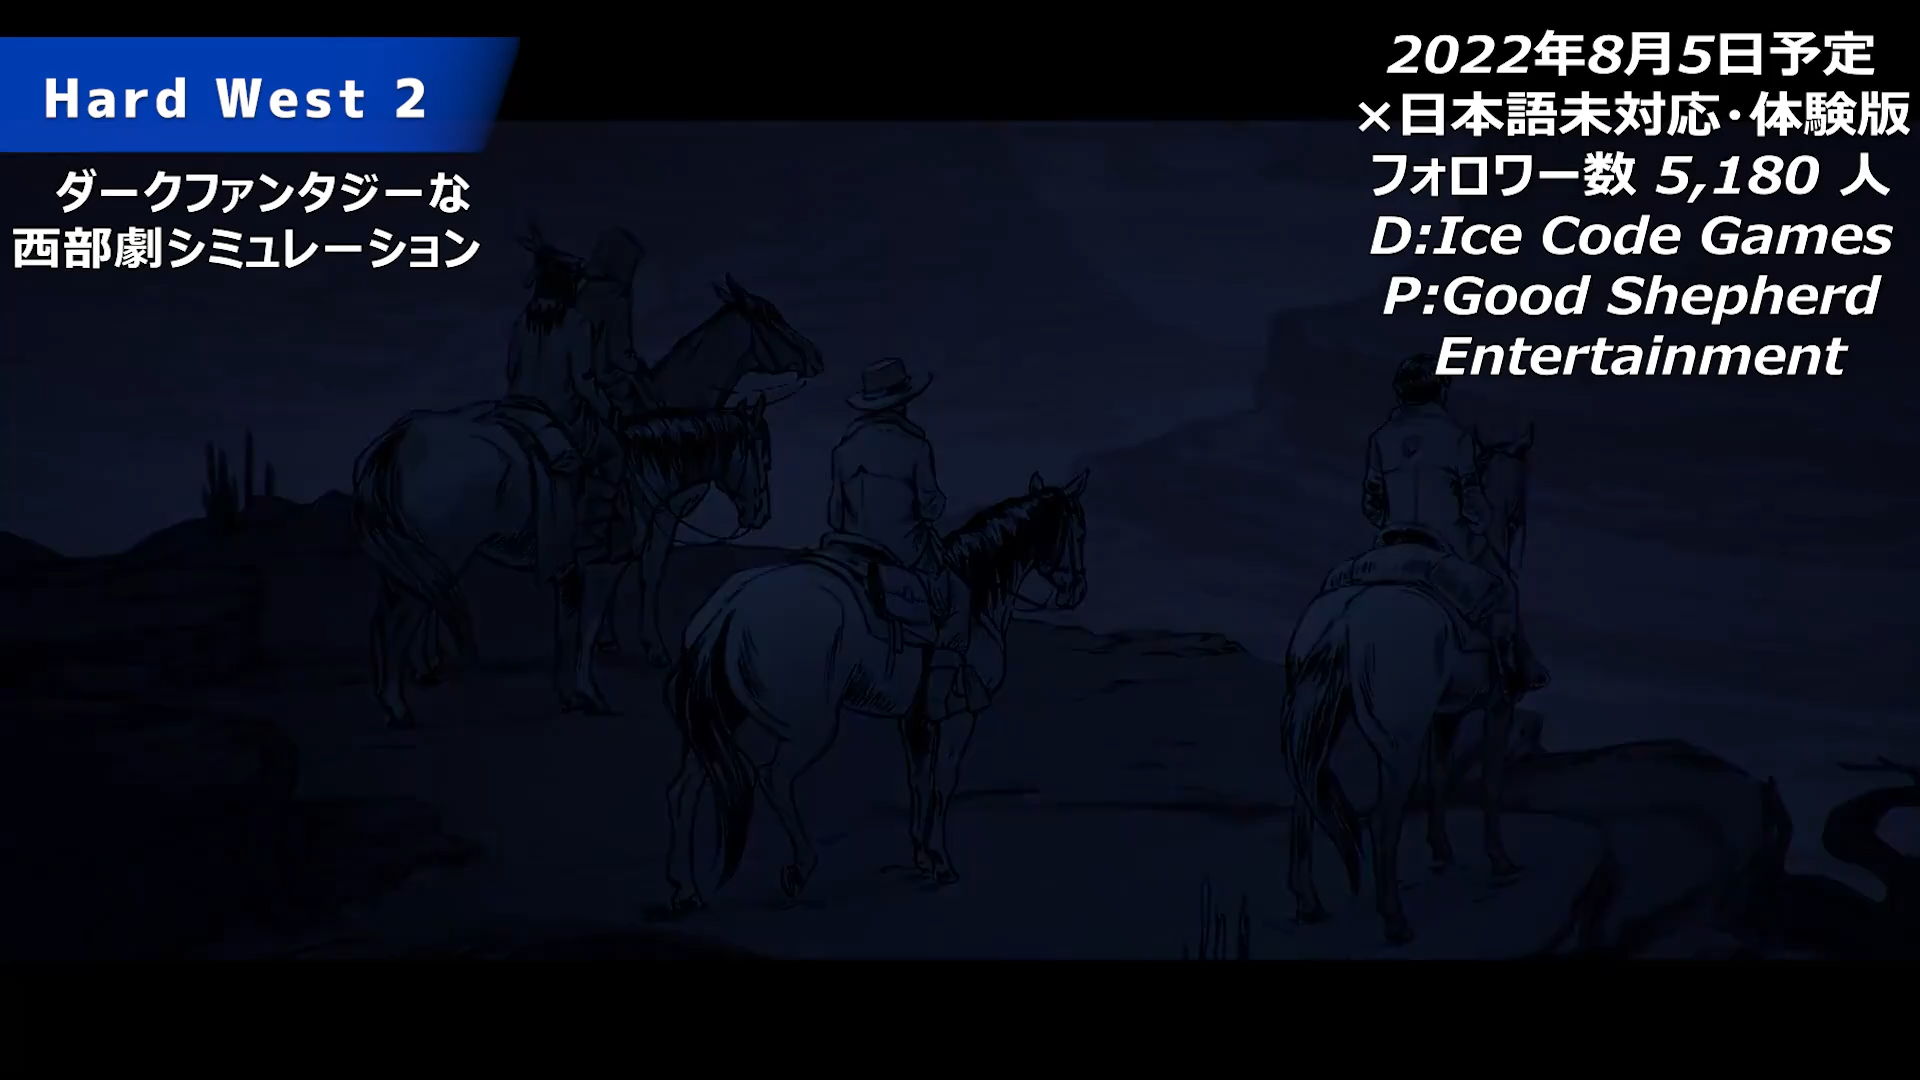 Hard West 2
ダークファンタジーな
西部劇シミュレーション
2022年8月5日予定
×日本語未対応・体験版
フォロワー数 5,180 人
D:Ice Code Games
P:Good Shepherd
Entertainment